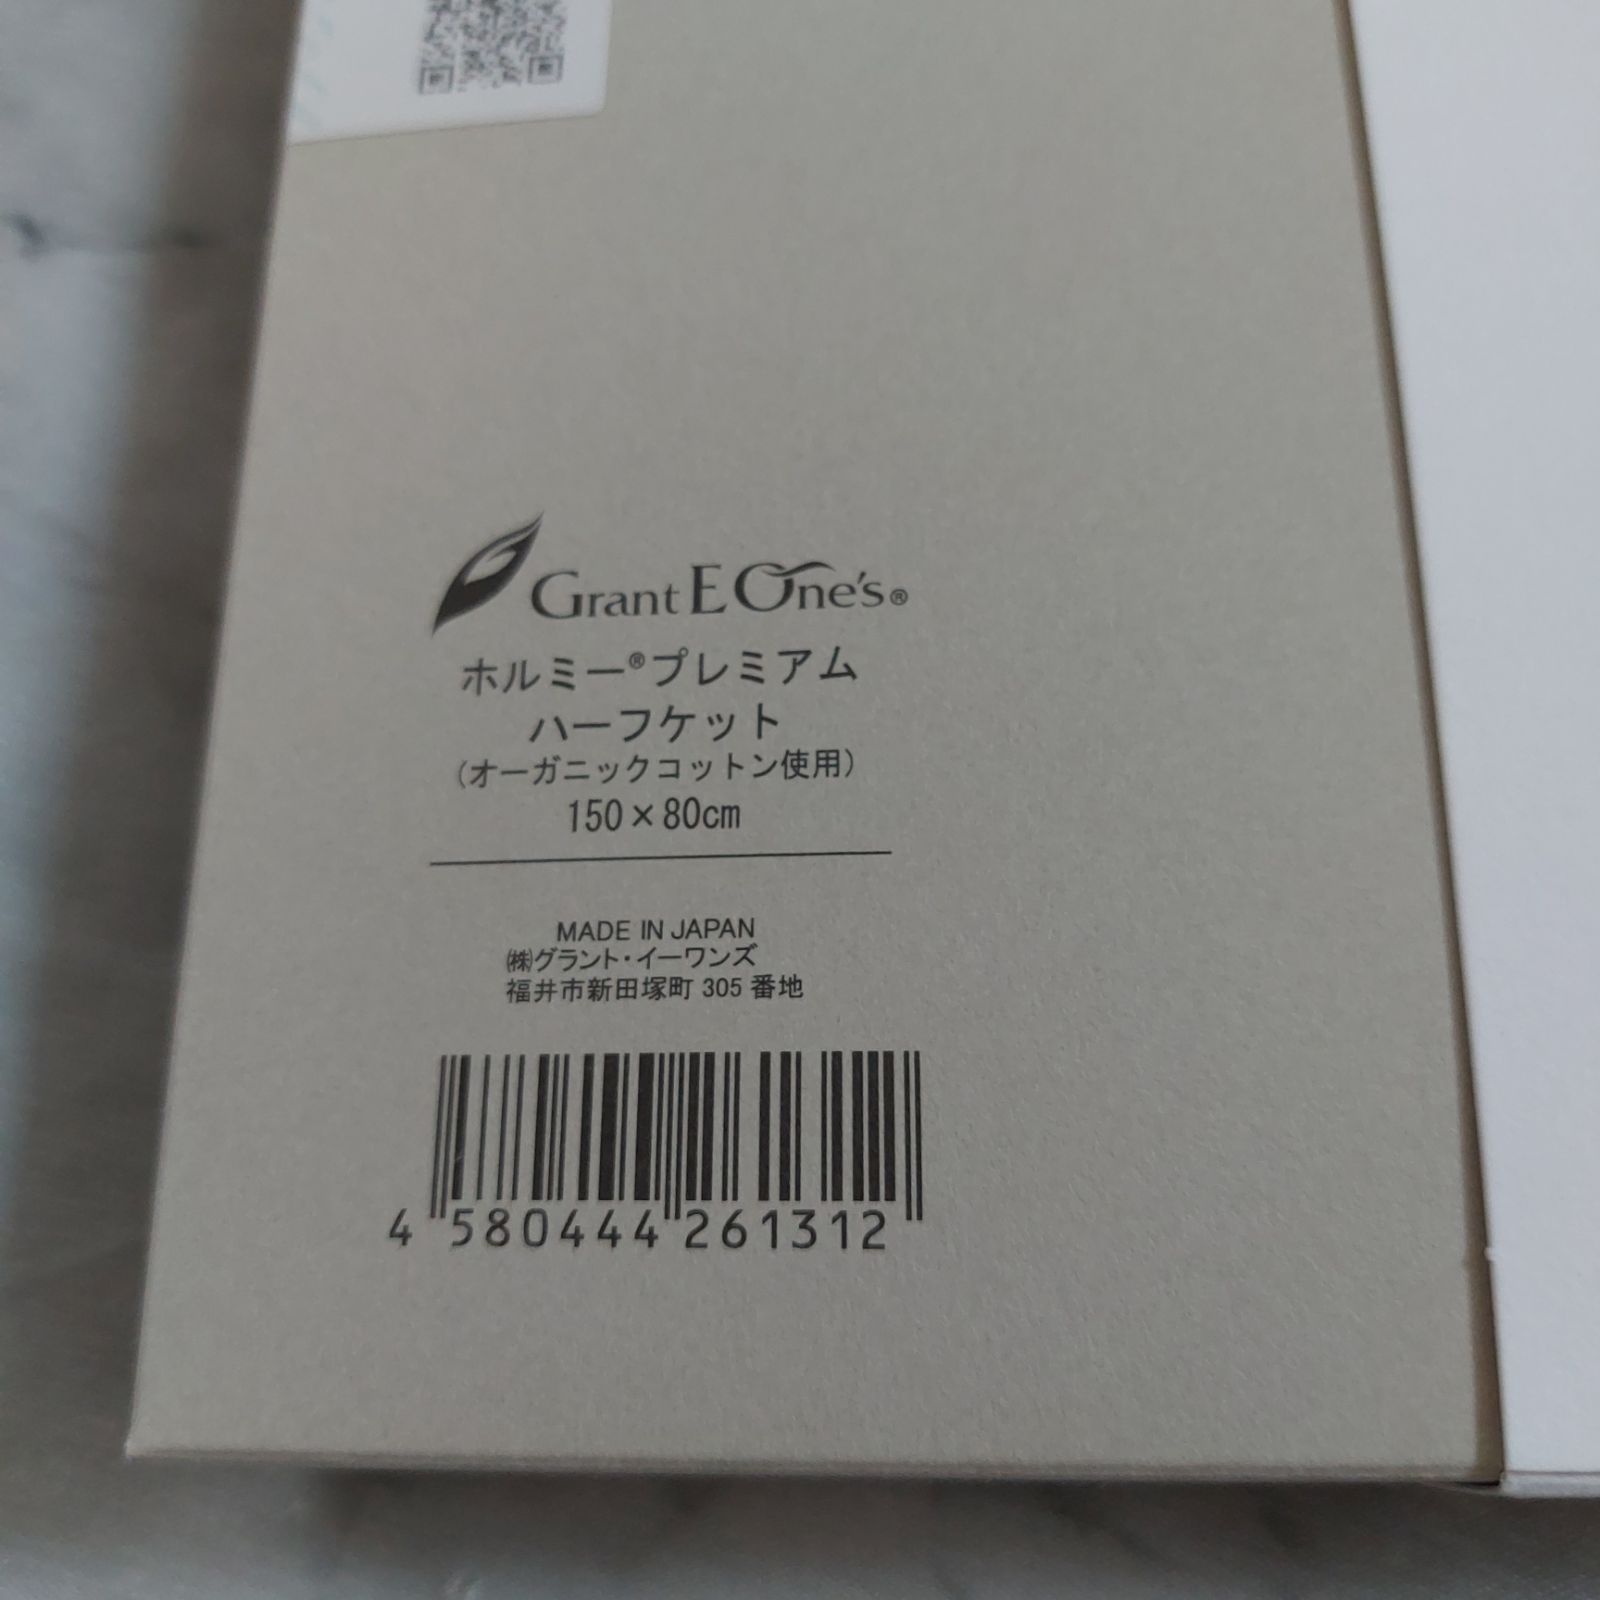 Grant E One's®
ホルミー®プレミアム
ハーフケット
(オーガニックコットン使用)
150×80cm
MADE IN JAPAN
㈱グラント・イーワンズ
福井市新田塚町 305 番地
4 580444 261312